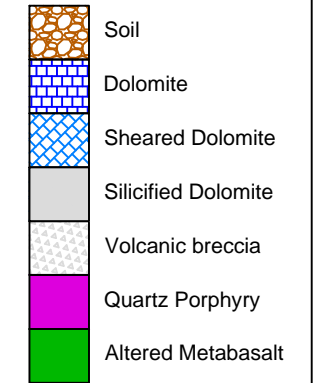 Soil
Dolomite
Sheared Dolomite
Silicified Dolomite
Volcanic breccia
Quartz Porphyry
Altered Metabasalt